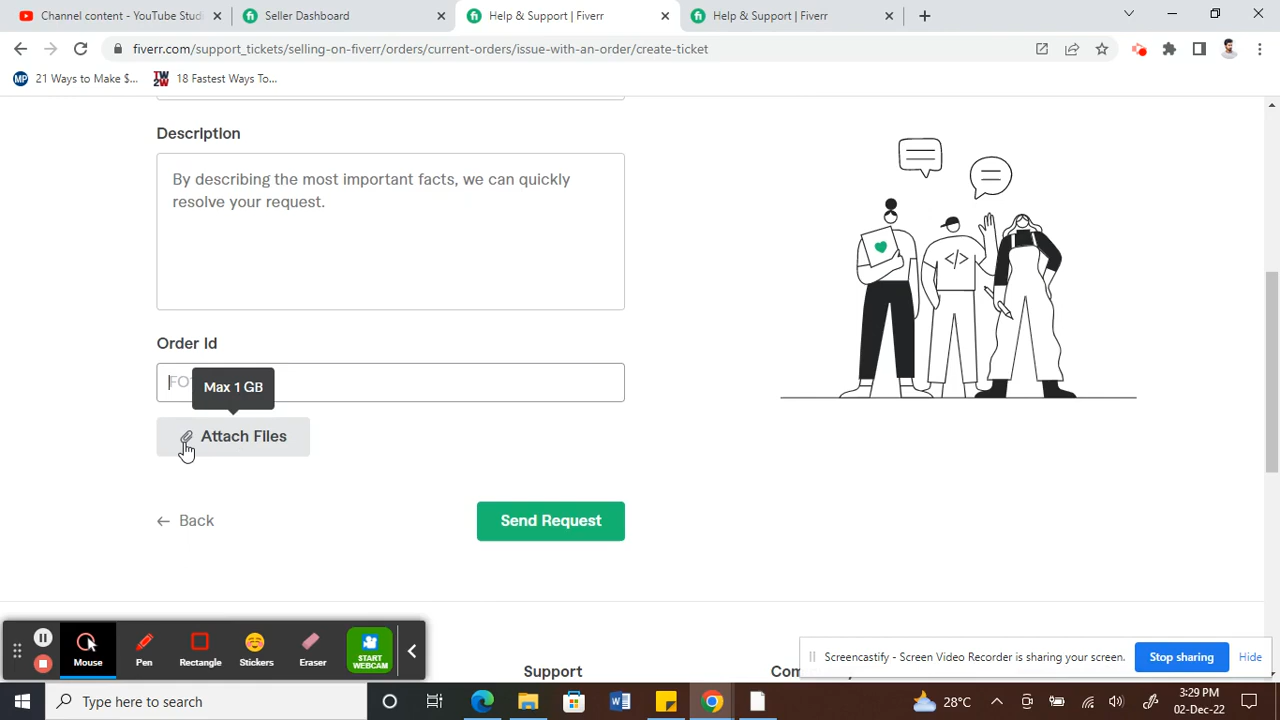 Channel content - YouTube Studi
Seller Dashboard
Help & Support | Fiverr
Help & Support | Fiverr
fiverr.com/support_tickets/selling-on-fiverr/orders/current-orders/issue-with-an-order/create-ticket
MP 21 Ways to Make $...
TW 2W 18 Fastest Ways To...
Description
By describing the most important facts, we can quickly
resolve your request.
</>
Order Id
FO
Max 1 GB
Attach Files
← Back
Send Request
Support
Mouse
Pen
Rectangle
Stickers
Eraser
START
WEBCAM
Screencastify - Screen Video Recorder is sharing your screen.
Stop sharing
Hide
Type here to search
28°C
3:29 PM
02-Dec-22